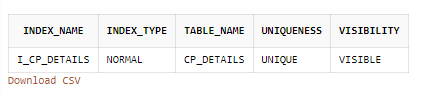 INDEX_NAME INDEX_TYPE TABLE_NAME UNIQUENESS VISIBILITY
I_CP_DETAILS NORMAL CP_DETAILS UNIQUE VISIBLE
Download CSV